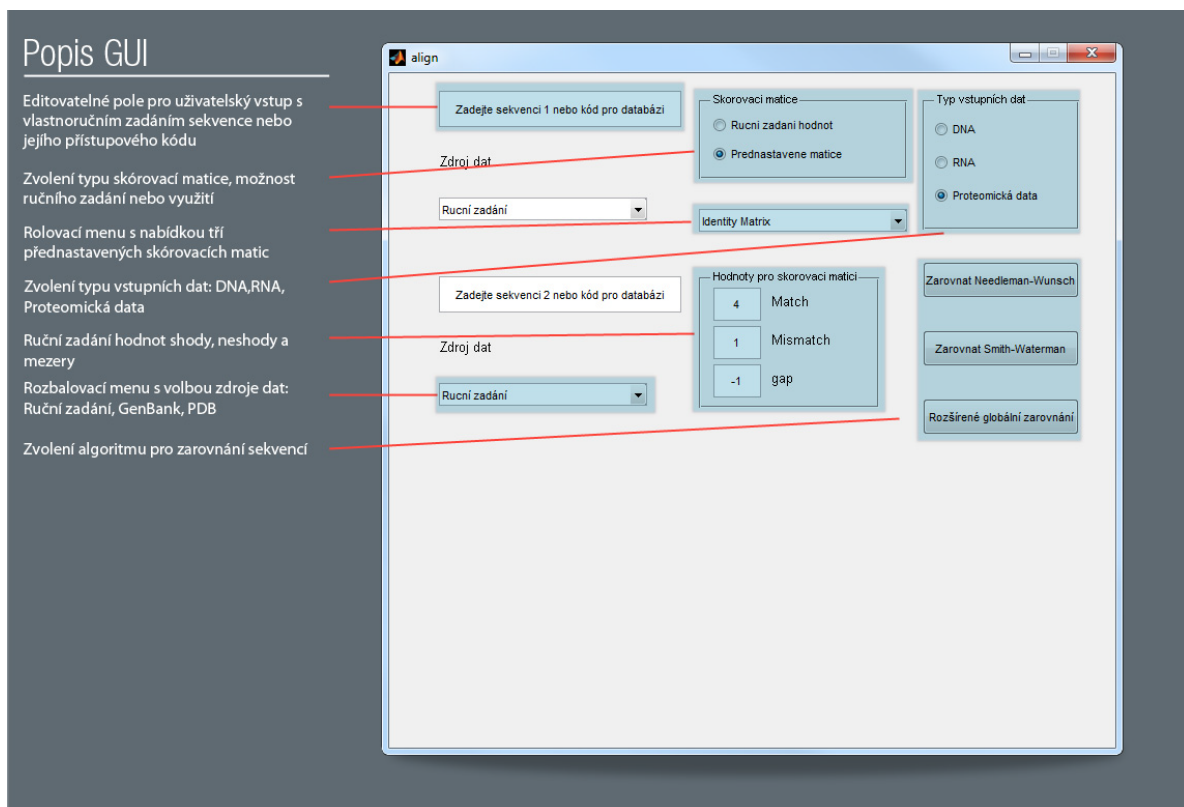 Popis GUI
Editovatelné pole pro uživatelský vstup s
vlastnoručním zadáním sekvence nebo
jejího přístupového kódu
Zvolení typu skórovací matice, možnost
ručního zadání nebo využití
Rolovací menu s nabídkou tří
přednastavených skórovacích matic
Zvolení typu vstupních dat: DNA,RNA,
Proteomická data
Ruční zadání hodnot shody, neshody a
mezery
Rozbalovací menu s volbou zdroje dat:
Ruční zadání, GenBank, PDB
Zvolení algoritmu pro zarovnání sekvencí
align
Zadejte sekvenci 1 nebo kód pro databázi
Zdroj dat
Rucní zadání
Zadejte sekvenci 2 nebo kód pro databázi
Zdroj dat
Rucní zadání
Skorovaci matice
Rucni zadani hodnot
Prednastavene matice
Identity Matrix
Hodnoty pro skorovaci matici
4 Match
1 Mismatch
-1 gap
Typ vstupních dat
DNA
RNA
Proteomická data
Zarovnat Needleman-Wunsch
Zarovnat Smith-Waterman
Rozšírené globální zarovnání